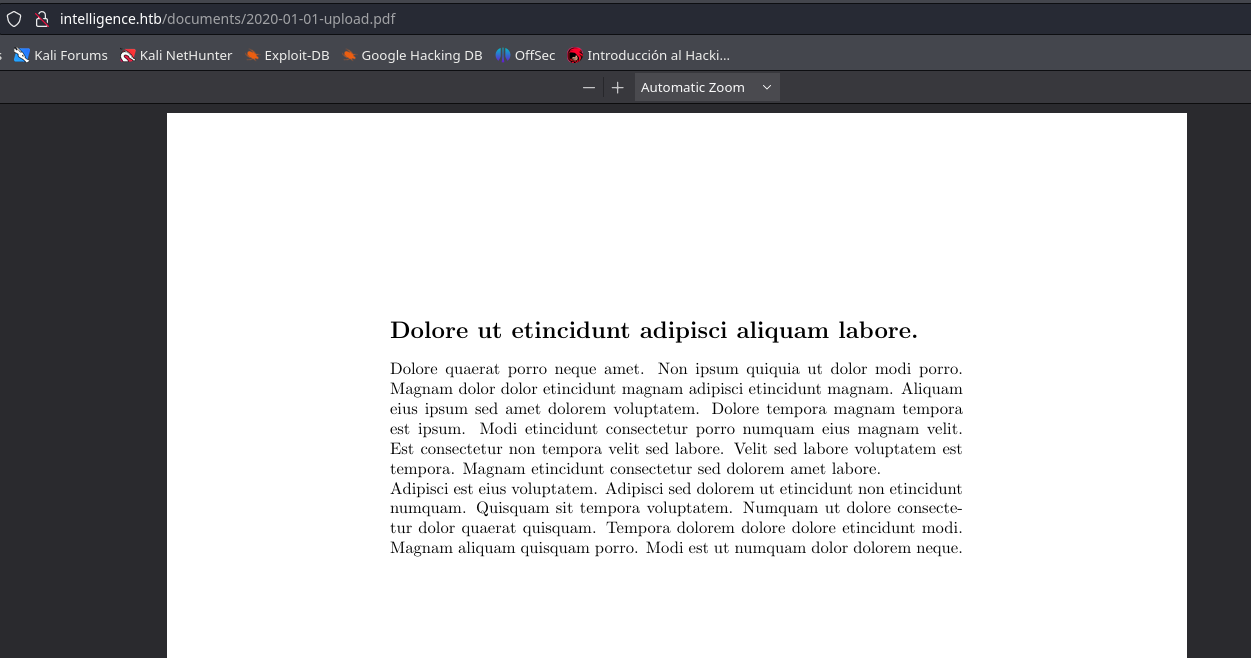 intelligence.htb/documents/2020-01-01-upload.pdf
s Kali Forums Kali NetHunter Exploit-DB Google Hacking DB OffSec Introducción al Hacki...
− + Automatic Zoom
Dolore ut etincidunt adipisci aliquam labore.
Dolore quaerat porro neque amet. Non ipsum quiquia ut dolor modi porro.
Magnam dolor dolor etincidunt magnam adipisci etincidunt magnam. Aliquam
eius ipsum sed amet dolorem voluptatem. Dolore tempora magnam tempora
est ipsum. Modi etincidunt consectetur porro numquam eius magnam velit.
Est consectetur non tempora velit sed labore. Velit sed labore voluptatem est
tempora. Magnam etincidunt consectetur sed dolorem amet labore.
Adipisci est eius voluptatem. Adipisci sed dolorem ut etincidunt non etincidunt
numquam. Quisquam sit tempora voluptatem. Numquam ut dolore consecte-
tur dolor quaerat quisquam. Tempora dolorem dolore dolore etincidunt modi.
Magnam aliquam quisquam porro. Modi est ut numquam dolor dolorem neque.